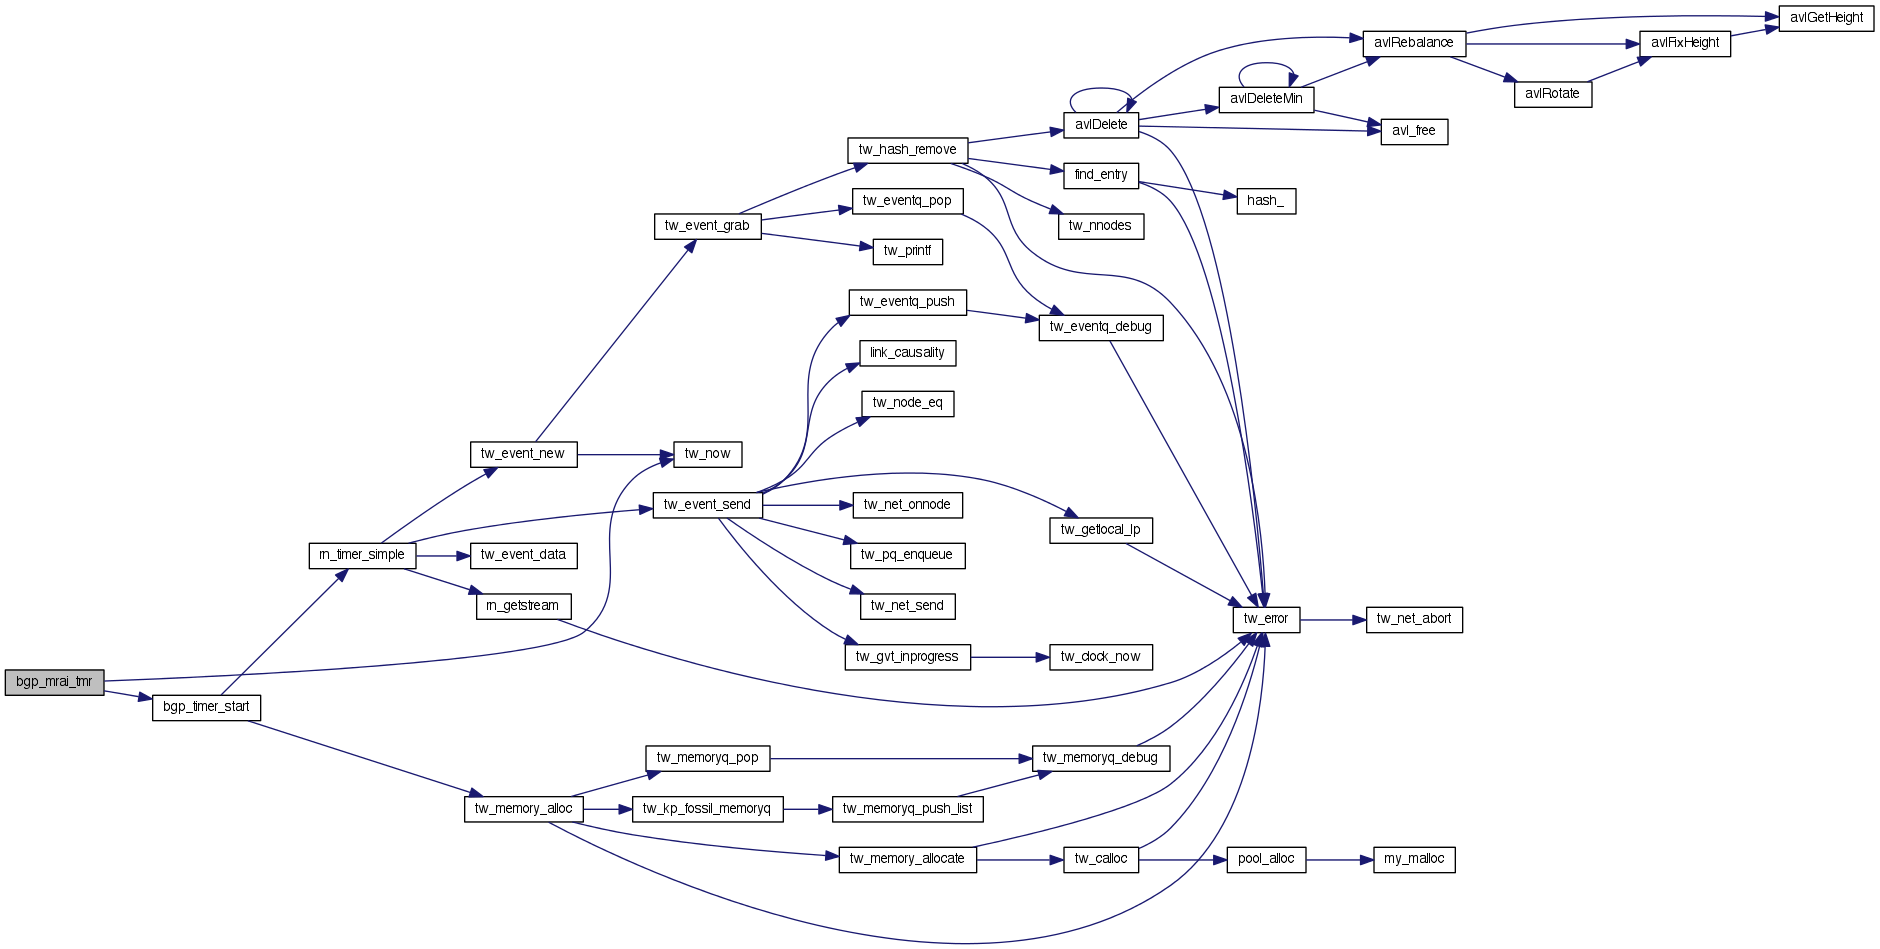 avlGetHeight
avlRebalance
avlFixHeight
avlDeleteMin
avlRotate
avlDelete
avl_free
tw_hash_remove
find_entry
hash_
tw_eventq_pop
tw_event_grab
tw_nnodes
tw_printf
tw_eventq_push
tw_eventq_debug
link_causality
tw_node_eq
tw_event_new
tw_now
tw_event_send
tw_net_onnode
tw_getlocal_lp
rn_timer_simple
tw_event_data
tw_pq_enqueue
rn_getstream
tw_net_send
tw_error
tw_net_abort
tw_gvt_inprogress
tw_clock_now
bgp_mrai_tmr
bgp_timer_start
tw_memoryq_pop
tw_memoryq_debug
tw_memory_alloc
tw_kp_fossil_memoryq
tw_memoryq_push_list
tw_memory_allocate
tw_calloc
pool_alloc
my_malloc